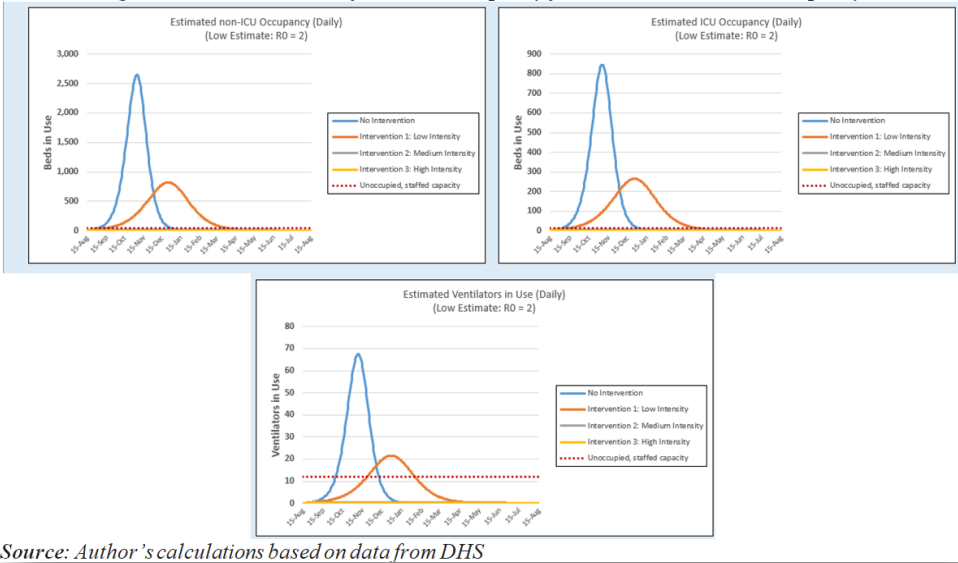 Estimated non-ICU Occupancy (Daily)
(Low Estimate: R0 = 2)
3,000
2,500
2,000
1,500
1,000
500
0
Beds in Use
15-Aug
15-Sep
15-Oct
15-Nov
15-Dec
15-Jan
15-Feb
15-Mar
15-Apr
15-May
15-Jun
15-Jul
15-Aug
No Intervention
Intervention 1: Low Intensity
Intervention 2: Medium Intensity
Intervention 3: High Intensity
Unoccupied, staffed capacity
Estimated ICU Occupancy (Daily)
(Low Estimate: R0 = 2)
900
800
700
600
500
400
300
200
100
0
Beds in Use
15-Aug
15-Sep
15-Oct
15-Nov
15-Dec
15-Jan
15-Feb
15-Mar
15-Apr
15-May
15-Jun
15-Jul
15-Aug
No Intervention
Intervention 1: Low Intensity
Intervention 2: Medium Intensity
Intervention 3: High Intensity
Unoccupied, staffed capacity
Estimated Ventilators in Use (Daily)
(Low Estimate: R0 = 2)
80
70
60
50
40
30
20
10
0
Ventilators in Use
15-Aug
15-Sep
15-Oct
15-Nov
15-Dec
15-Jan
15-Feb
15-Mar
15-Apr
15-May
15-Jun
15-Jul
15-Aug
No Intervention
Intervention 1: Low Intensity
Intervention 2: Medium Intensity
Intervention 3: High Intensity
Unoccupied, staffed capacity
Source: Author's calculations based on data from DHS